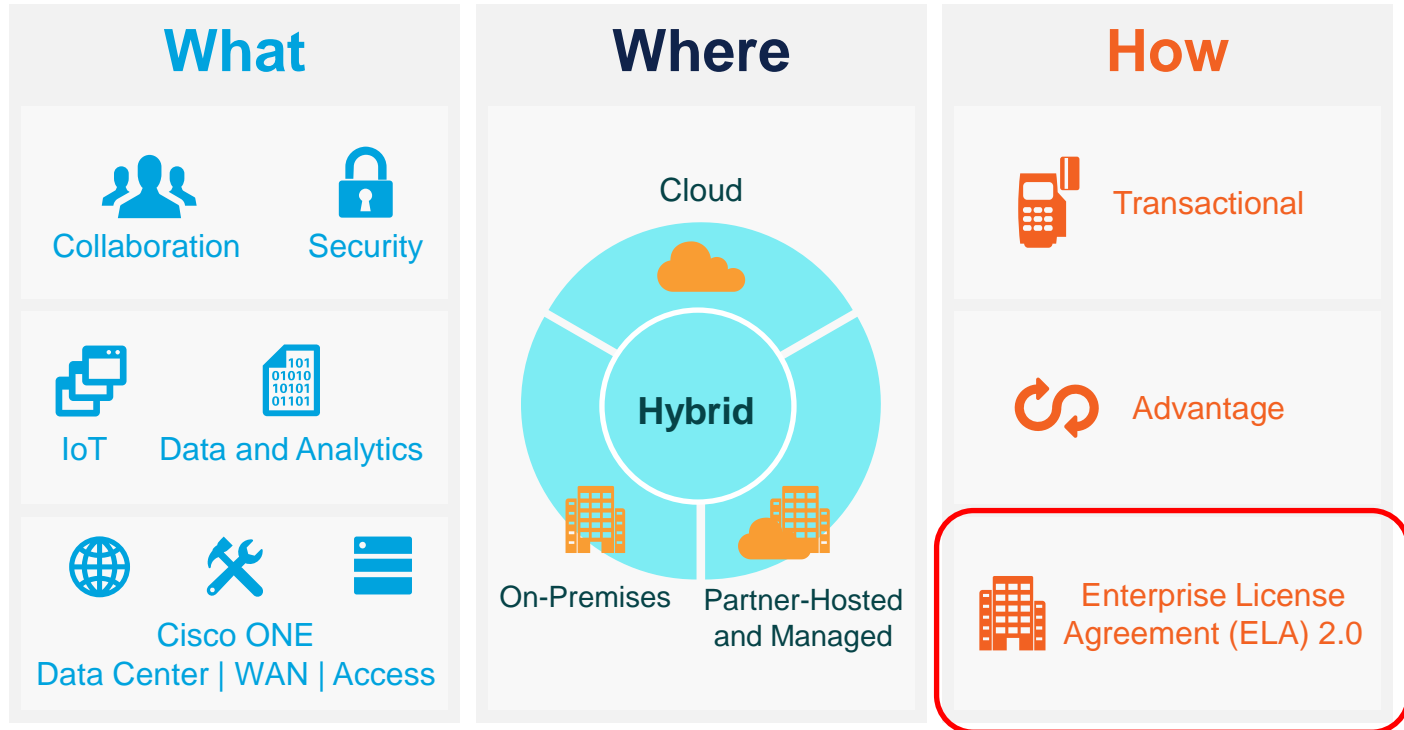 What
Collaboration
Security
IoT
Data and Analytics
101
01010
10101
01101
Cisco ONE
Data Center | WAN | Access
Where
Cloud
Hybrid
On-Premises
Partner-Hosted
and Managed
How
Transactional
Advantage
Enterprise License
Agreement (ELA) 2.0